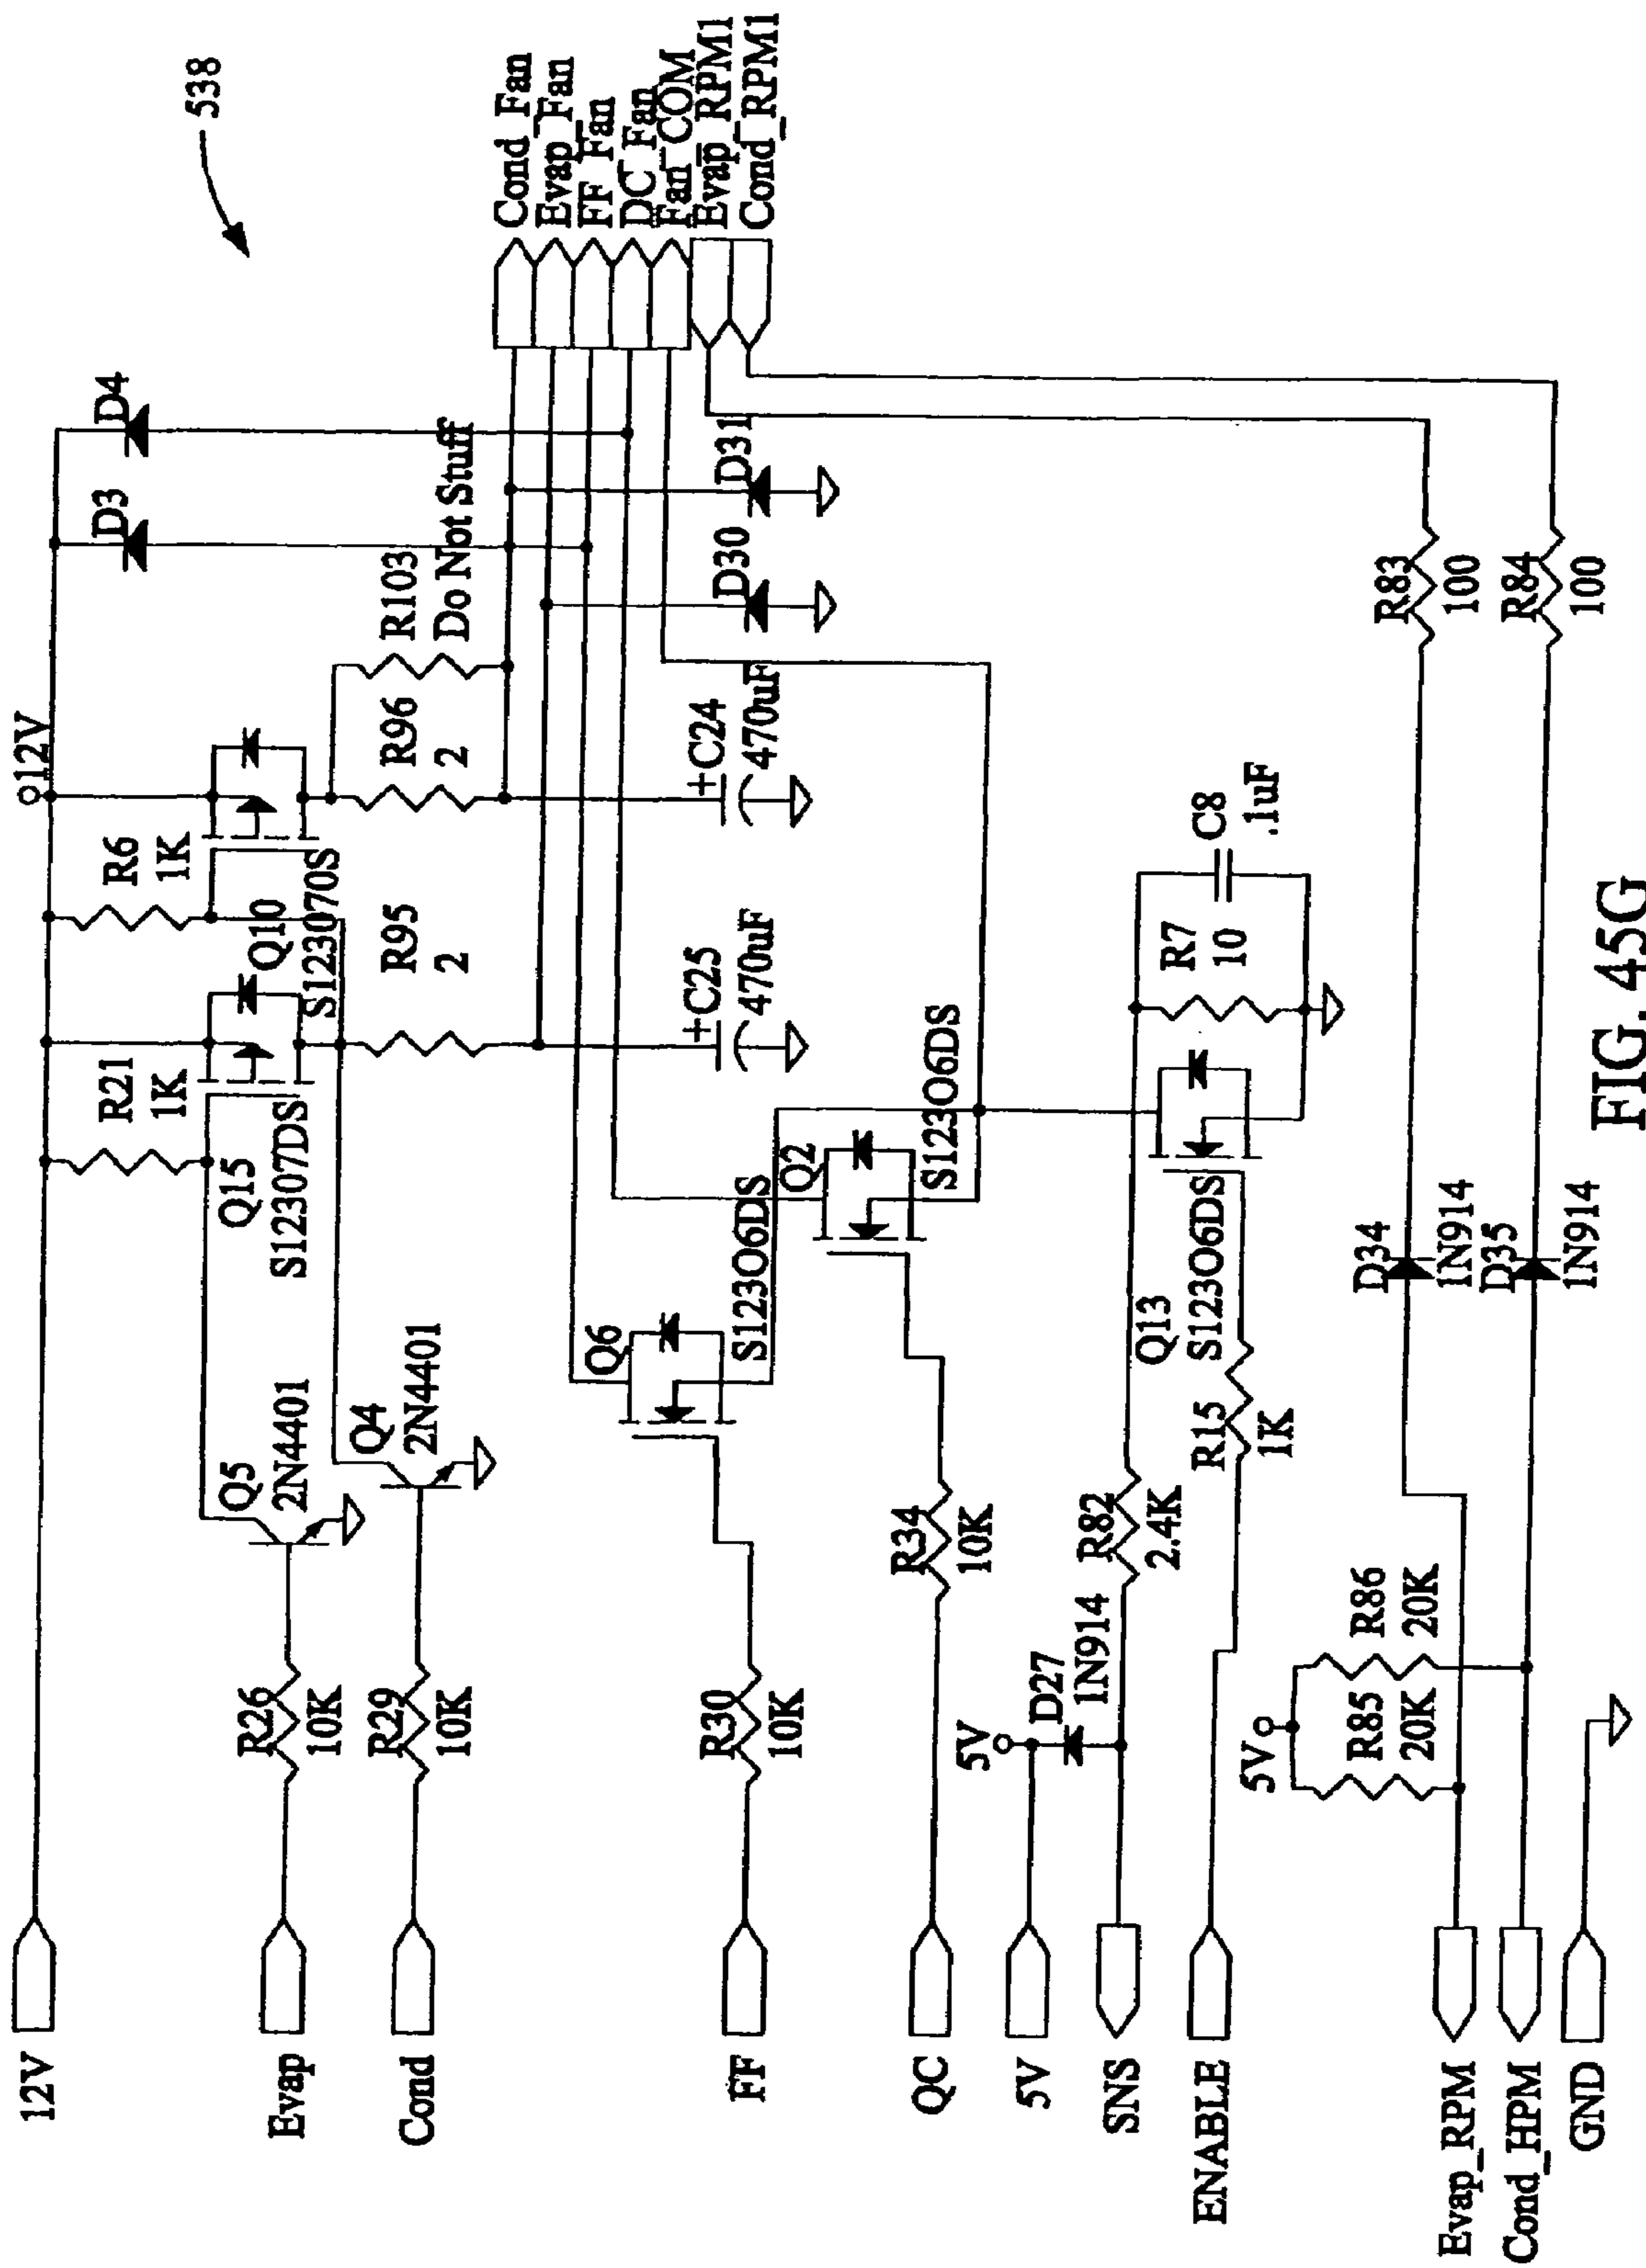 538
12V
12V
Evap
Cond
FF
QC
5V
SNS
ENABLE
Evap_RPM
Cond_HPM
GND
R26
10K
R29
10K
R30
10K
R34
10K
Q5
2N4401
Q4
2N4401
R21
1K
Q15
S12307DS
R6
1K
Q10
S123070S
R95
2
R96
2
R103
Do Not Stuff
D3
D4
C25
+
470uF
C24
+
470uF
D30
D31
Q6
S123O6DS
Q2
S123O6DS
5V
D27
1N914
R82
2.4K
R15
1K
Q13
S123O6DS
R7
10
C8
.1uF
5V
R85
20K
R86
20K
D34
1N914
D35
1N914
R83
100
R84
100
Cond_Fan
Evap_Fan
FF_Fan
DC_Fan
Fan_COM
Evap_RPM1
Cond_RPM1
FIG. 45G